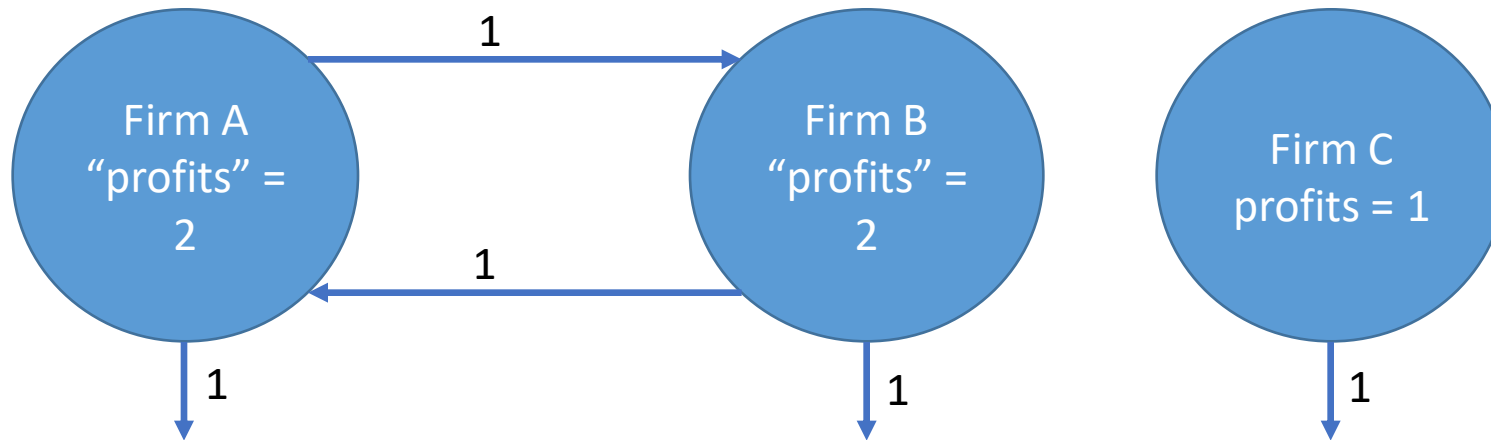 1
Firm A
“profits” =
2
Firm B
“profits” =
2
Firm C
profits = 1
1
1
1
1